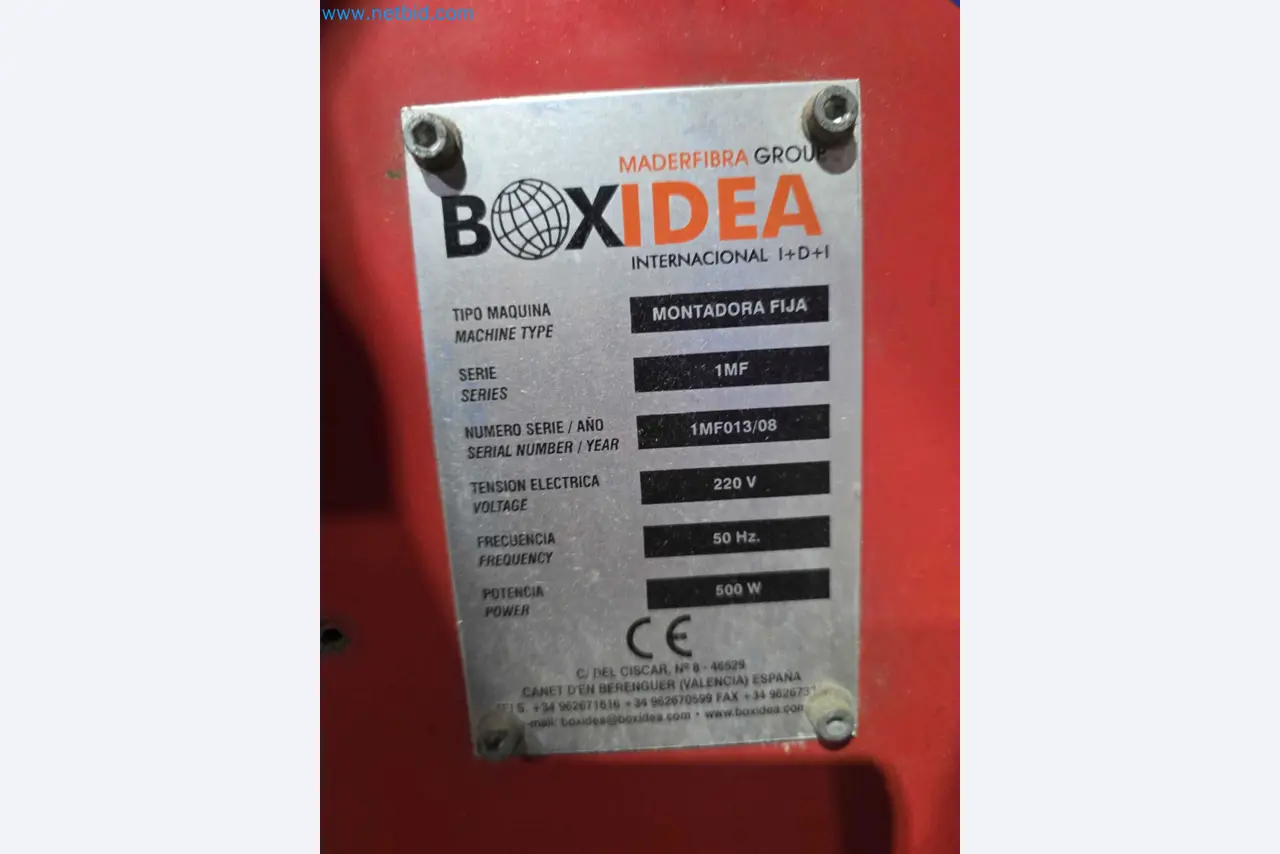 www.netbid.com
MADERFIBRA GROUP
BOXIDEA
INTERNACIONAL I+D+I
TIPO MAQUINA MONTADORA FIJA
MACHINE TYPE
SERIE 1MF
SERIES
NUMERO SERIE / AÑO 1MF013/08
SERIAL NUMBER / YEAR
TENSION ELECTRICA 220 V
VOLTAGE
FRECUENCIA 50 Hz.
FREQUENCY
POTENCIA 500 W
POWER
CE
C/ DEL CISCAR, Nº 8 - 46529
CANET D'EN BERENGUER (VALENCIA) ESPAÑA
+34 962671616 +34 962670599 FAX +34
boxidea@boxidea.com • www.boxidea.com